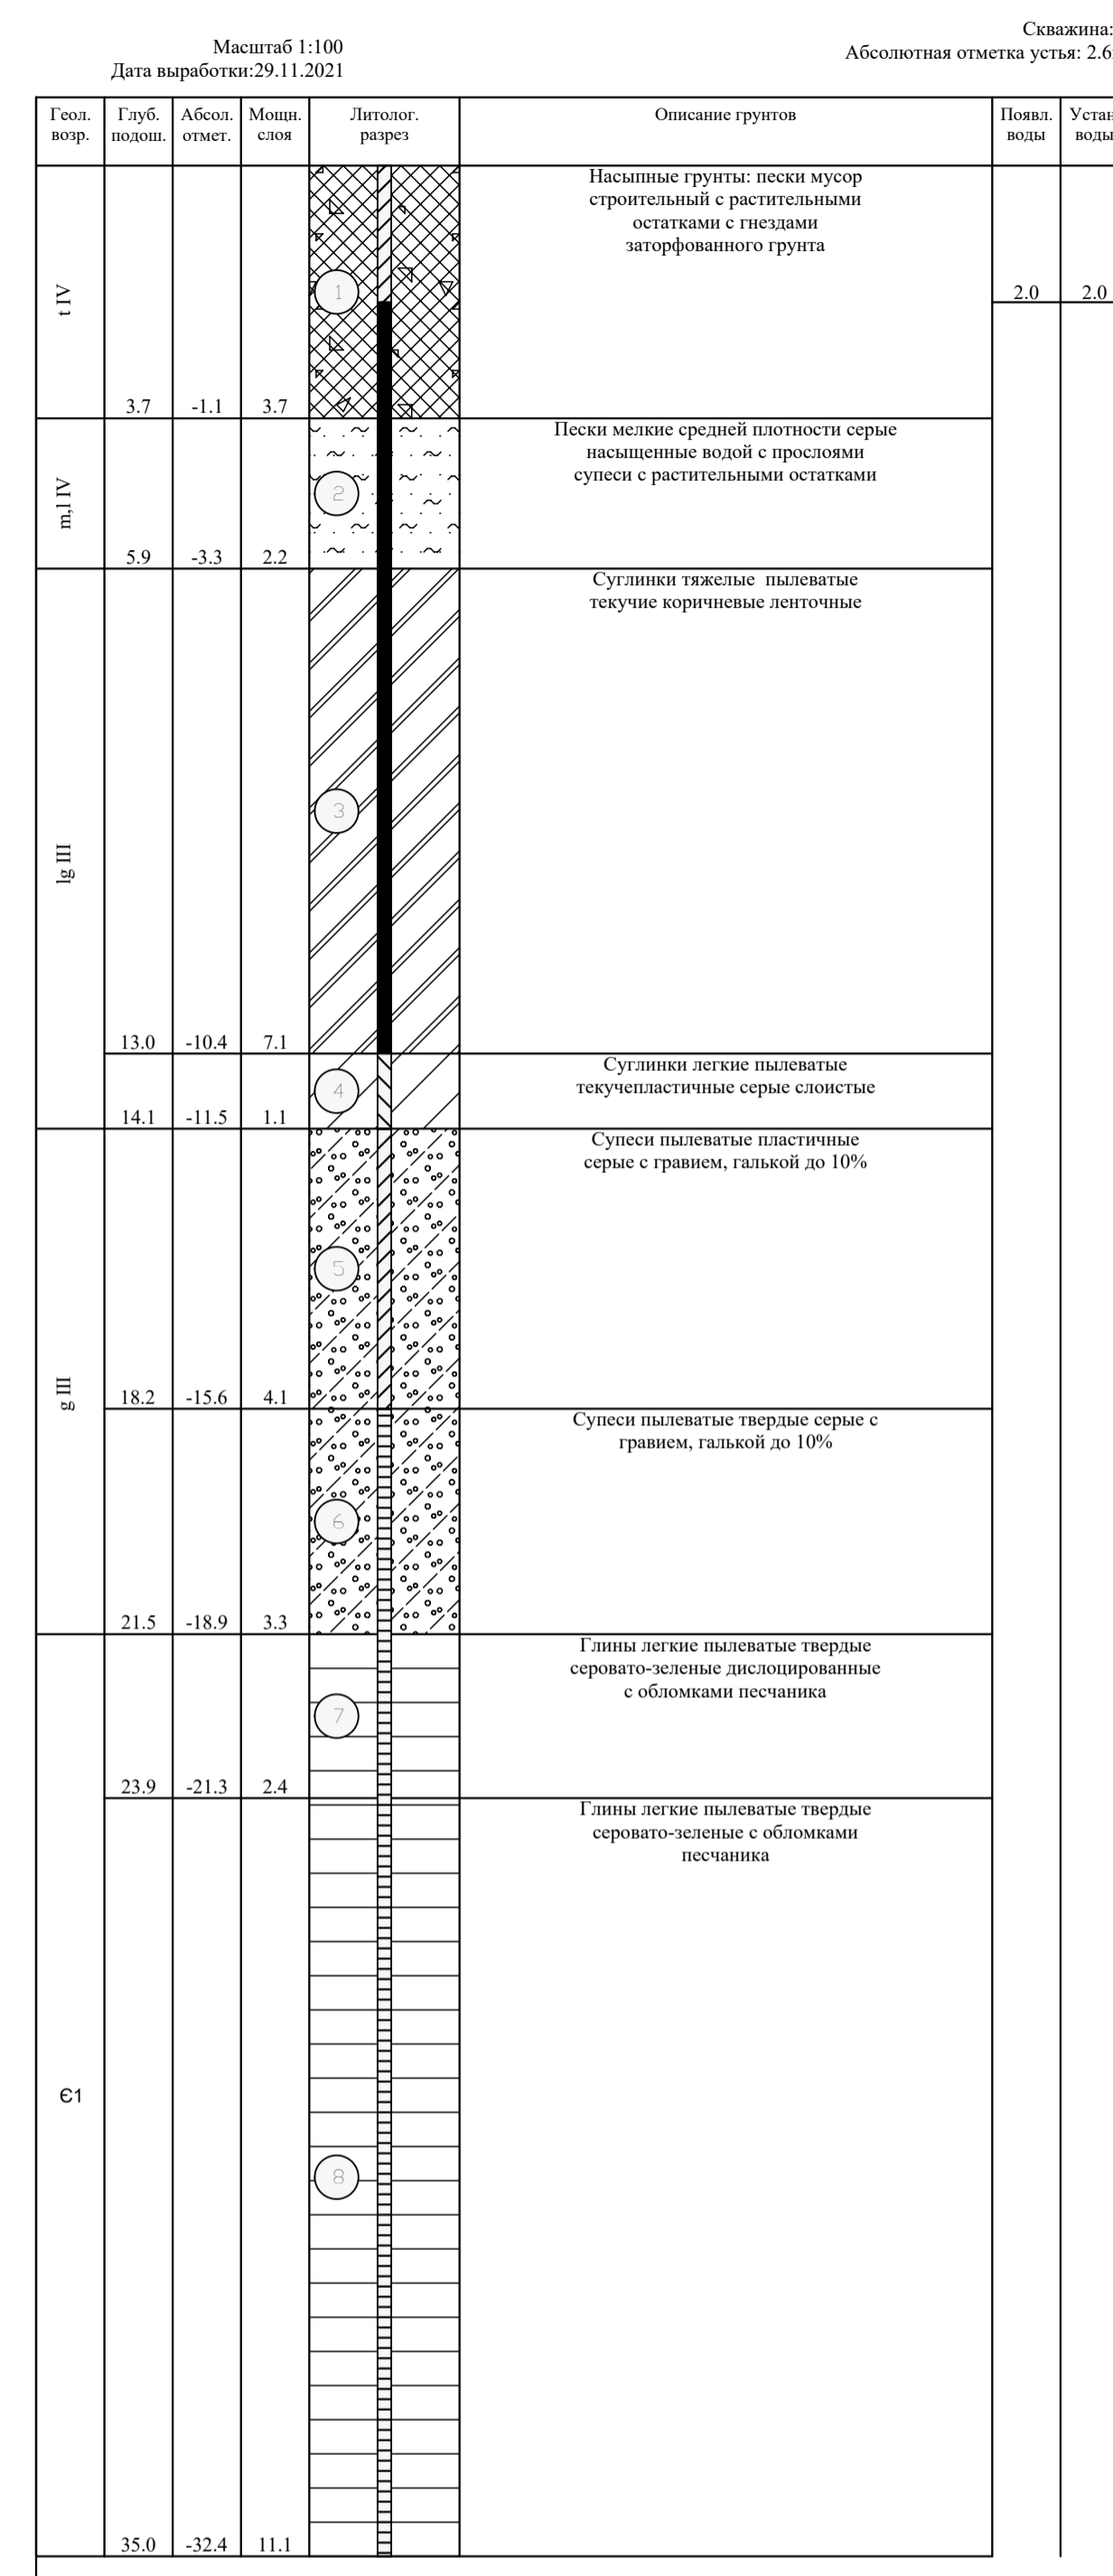 Скважина:
Масштаб 1:100
Абсолютная отметка устья: 2.6
Дата выработки:29.11.2021
Геол. возр.
Глуб. подош.
Абсол. отмет.
Мощн. слоя
Литолог. разрез
Описание грунтов
Появл. воды
Устан воды
Насыпные грунты: пески мусор
строительный с растительными
остатками с гнездами
заторфованного грунта
t IV
1
2.0 2.0
3.7 -1.1 3.7
Пески мелкие средней плотности серые
насыщенные водой с прослоями
супеси с растительными остатками
m,l IV
2
5.9 -3.3 2.2
Суглинки тяжелые пылеватые
текучие коричневые ленточные
3
lg III
13.0 -10.4 7.1
Суглинки легкие пылеватые
текучепластичные серые слоистые
4
14.1 -11.5 1.1
Супеси пылеватые пластичные
серые с гравием, галькой до 10%
5
g III
18.2 -15.6 4.1
Супеси пылеватые твердые серые с
гравием, галькой до 10%
6
21.5 -18.9 3.3
Глины легкие пылеватые твердые
серовато-зеленые дислоцированные
с обломками песчаника
7
23.9 -21.3 2.4
Глины легкие пылеватые твердые
серовато-зеленые с обломками
песчаника
Є1
8
35.0 -32.4 11.1